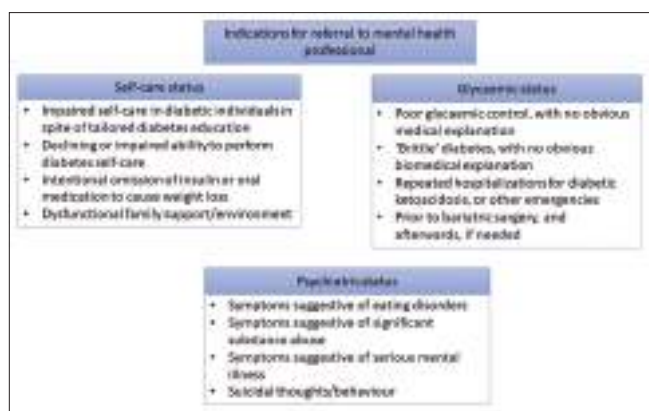 Indications for referral to mental health
professional
Self-care status
• Impaired self-care in diabetic individuals in
spite of tailored diabetes education
• Declining or impaired ability to perform
diabetes self-care
• Intentional omission of insulin or oral
medication to cause weight loss
• Dysfunctional family support/environment
Glycaemic status
• Poor glycaemic control, with no obvious
medical explanation
• 'Brittle' diabetes, with no obvious
biomedical explanation
• Repeated hospitalizations for diabetic
ketoacidosis, or other emergencies
• Prior to bariatric surgery, and
afterwards, if needed
Psychiatric status
• Symptoms suggestive of eating disorders
• Symptoms suggestive of significant
substance abuse
• Symptoms suggestive of serious mental
illness
• Suicidal thoughts/behaviour